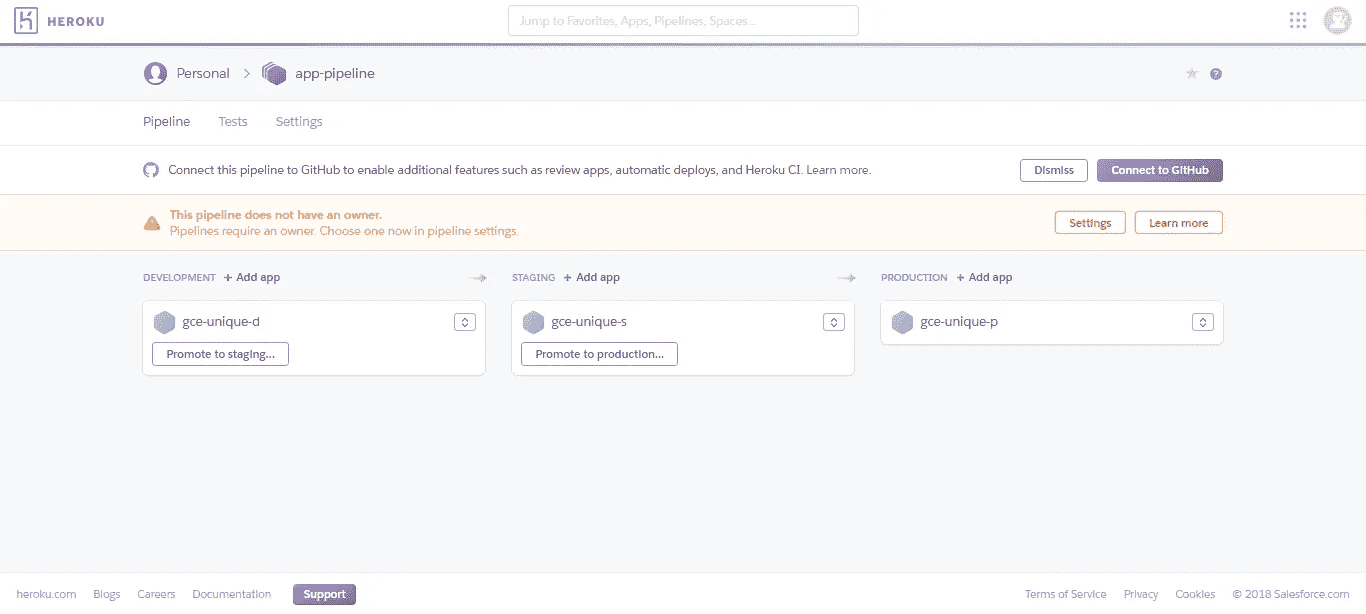 HEROKU
Jump to Favorites, Apps, Pipelines, Spaces...
Personal > app-pipeline
Pipeline Tests Settings
Connect this pipeline to GitHub to enable additional features such as review apps, automatic deploys, and Heroku CI. Learn more. Dismiss Connect to GitHub
This pipeline does not have an owner.
Pipelines require an owner. Choose one now in pipeline settings. Settings Learn more
DEVELOPMENT + Add app STAGING + Add app PRODUCTION + Add app
gce-unique-d gce-unique-s gce-unique-p
Promote to staging... Promote to production...
heroku.com Blogs Careers Documentation Support Terms of Service Privacy Cookies © 2018 Salesforce.com